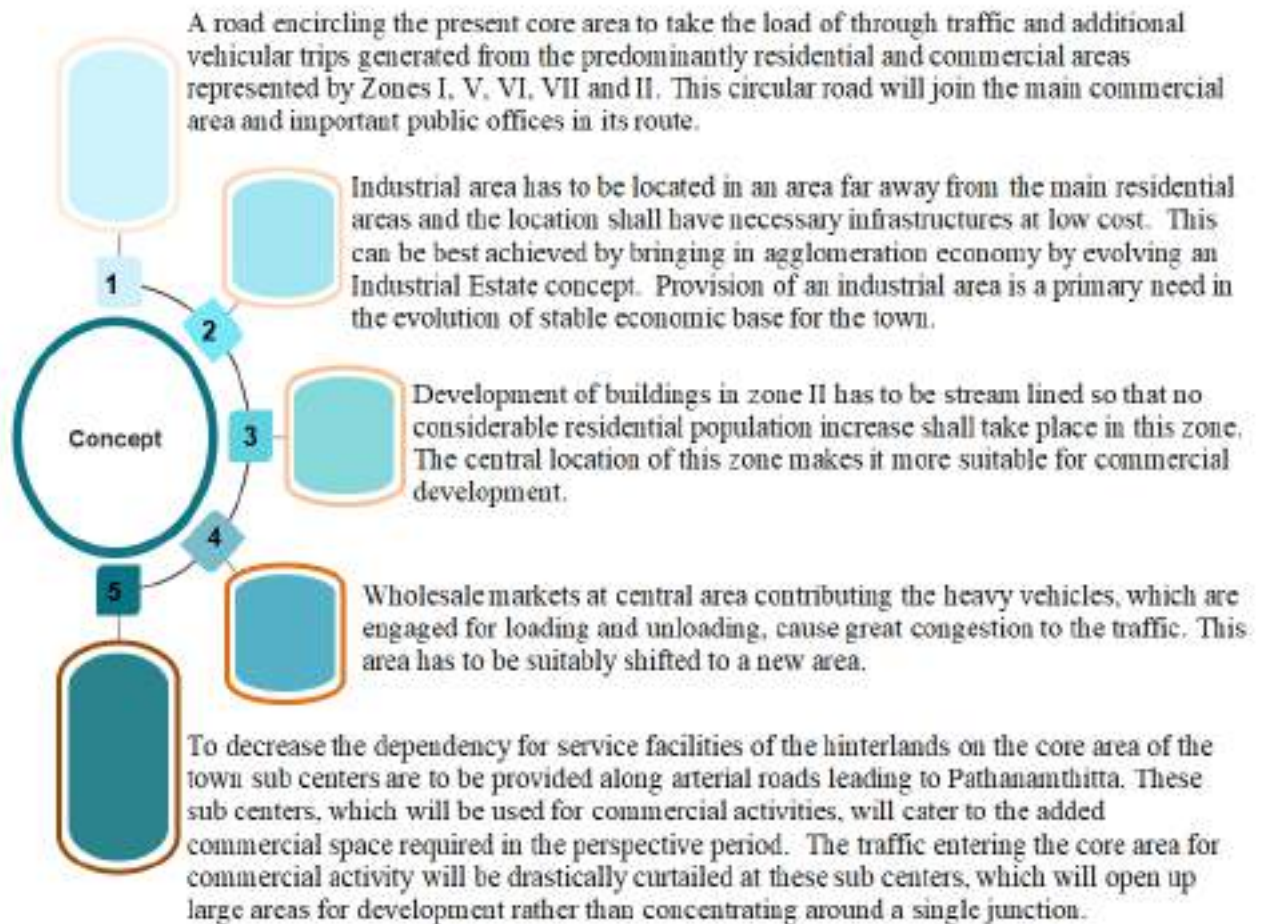 A road encircling the present core area to take the load of through traffic and additional
vehicular trips generated from the predominantly residential and commercial areas
represented by Zones I, V, VI, VII and II. This circular road will join the main commercial
area and important public offices in its route.
1
Industrial area has to be located in an area far away from the main residential
areas and the location shall have necessary infrastructures at low cost. This
can be best achieved by bringing in agglomeration economy by evolving an
Industrial Estate concept. Provision of an industrial area is a primary need in
the evolution of stable economic base for the town.
2
Concept
3
Development of buildings in zone II has to be stream lined so that no
considerable residential population increase shall take place in this zone.
The central location of this zone makes it more suitable for commercial
development.
4
Wholesale markets at central area contributing the heavy vehicles, which are
engaged for loading and unloading, cause great congestion to the traffic. This
area has to be suitably shifted to a new area.
5
To decrease the dependency for service facilities of the hinterlands on the core area of the
town sub centers are to be provided along arterial roads leading to Pathanamthitta. These
sub centers, which will be used for commercial activities, will cater to the added
commercial space required in the perspective period. The traffic entering the core area for
commercial activity will be drastically curtailed at these sub centers, which will open up
large areas for development rather than concentrating around a single junction.